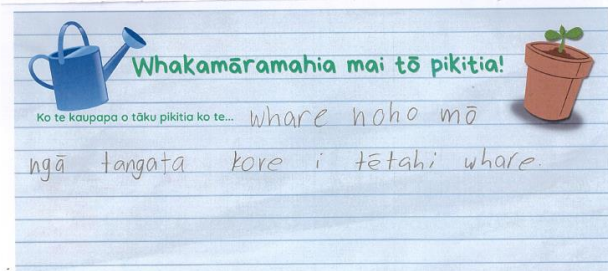 Whakamāramahia mai tō pikitia!
Ko te kaupapa o tāku pikitia ko te... whare noho mō
ngā tangata kore i tētahi whare.